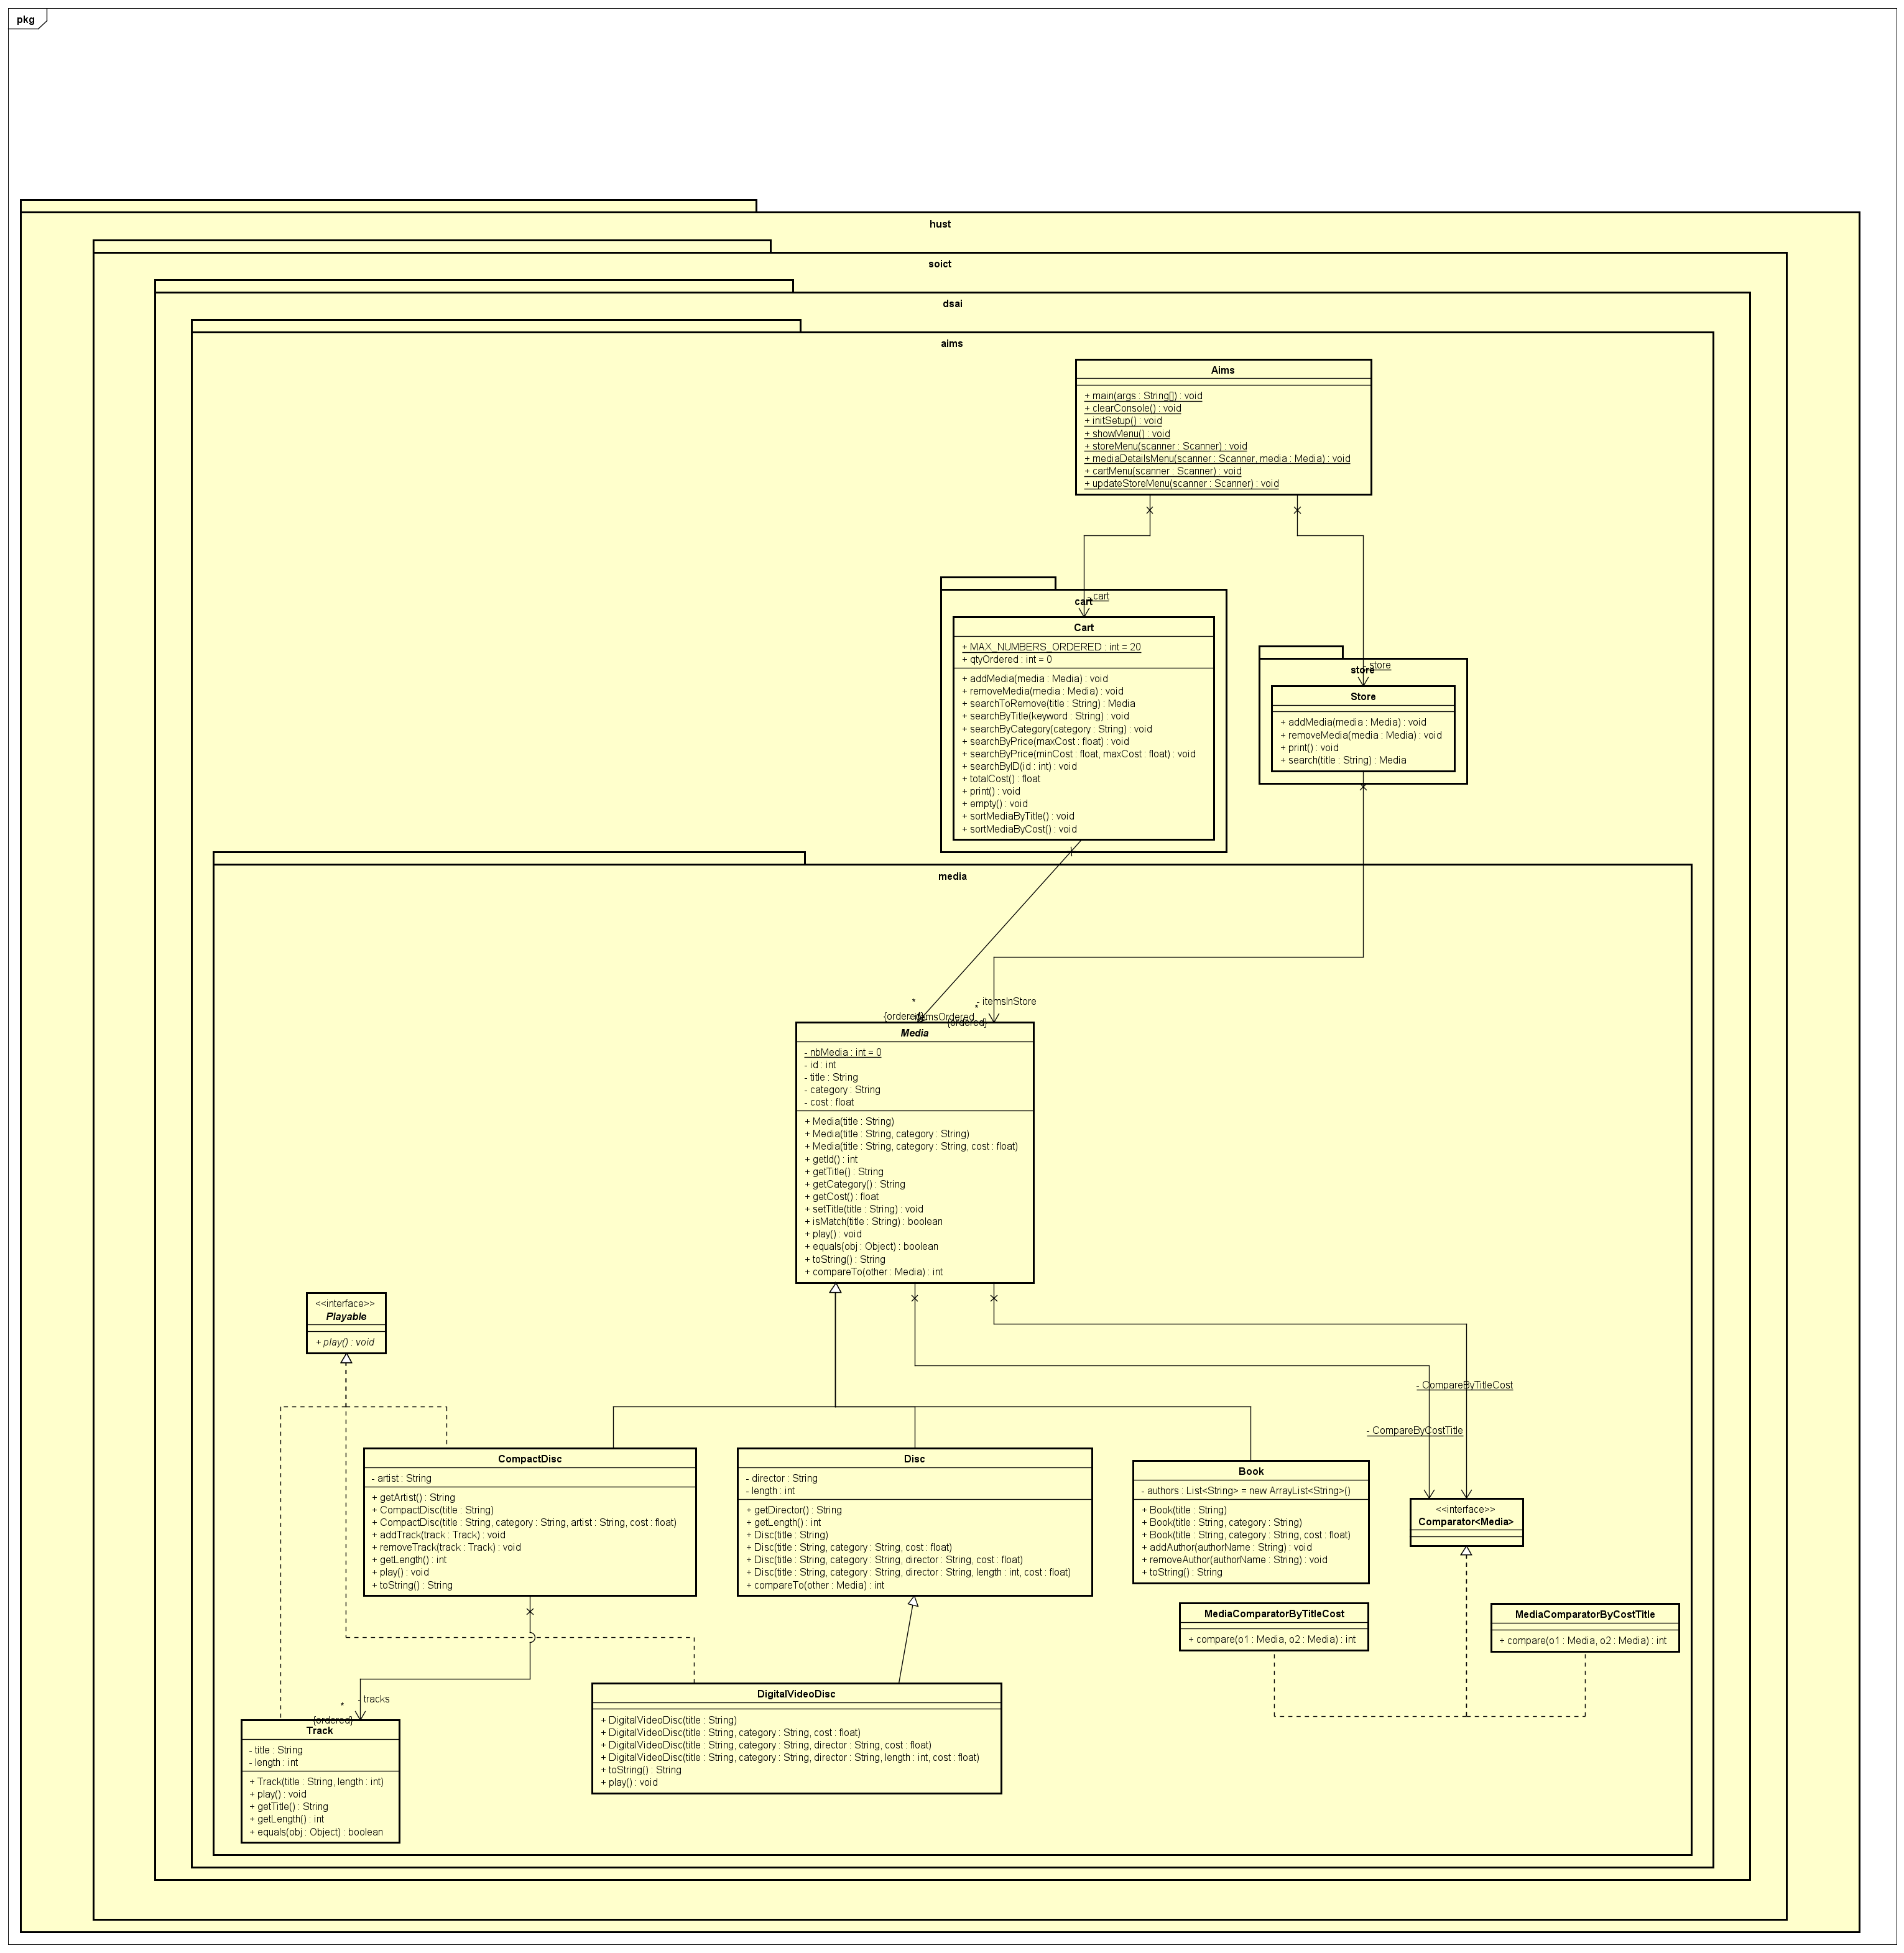 pkg
hust
soict
dsai
aims
Aims
+ main(args : String[]) : void
+ clearConsole() : void
+ initSetup() : void
+ showMenu() : void
+ storeMenu(scanner : Scanner) : void
+ mediaDetailsMenu(scanner : Scanner, media : Media) : void
+ cartMenu(scanner : Scanner) : void
+ updateStoreMenu(scanner : Scanner) : void
- cart
cart
Cart
+ MAX_NUMBERS_ORDERED : int = 20
+ qtyOrdered : int = 0
+ addMedia(media : Media) : void
+ removeMedia(media : Media) : void
+ searchToRemove(title : String) : Media
+ searchByTitle(keyword : String) : void
+ searchByCategory(category : String) : void
+ searchByPrice(maxCost : float) : void
+ searchByPrice(minCost : float, maxCost : float) : void
+ searchByID(id : int) : void
+ totalCost() : float
+ print() : void
+ empty() : void
+ sortMediaByTitle() : void
+ sortMediaByCost() : void
- store
store
Store
+ addMedia(media : Media) : void
+ removeMedia(media : Media) : void
+ print() : void
+ search(title : String) : Media
media
*
- itemsInStore
*
{ordered}
itemsOrdered
{ordered}
Media
- nbMedia : int = 0
- id : int
- title : String
- category : String
- cost : float
+ Media(title : String)
+ Media(title : String, category : String)
+ Media(title : String, category : String, cost : float)
+ getId() : int
+ getTitle() : String
+ getCategory() : String
+ getCost() : float
+ setTitle(title : String) : void
+ isMatch(title : String) : boolean
+ play() : void
+ equals(obj : Object) : boolean
+ toString() : String
+ compareTo(other : Media) : int
<<interface>>
Playable
+ play() : void
- CompareByTitleCost
- CompareByCostTitle
CompactDisc
- artist : String
+ getArtist() : String
+ CompactDisc(title : String)
+ CompactDisc(title : String, category : String, artist : String, cost : float)
+ addTrack(track : Track) : void
+ removeTrack(track : Track) : void
+ getLength() : int
+ play() : void
+ toString() : String
Disc
- director : String
- length : int
+ getDirector() : String
+ getLength() : int
+ Disc(title : String)
+ Disc(title : String, category : String, cost : float)
+ Disc(title : String, category : String, director : String, cost : float)
+ Disc(title : String, category : String, director : String, length : int, cost : float)
+ compareTo(other : Media) : int
Book
- authors : List<String> = new ArrayList<String>()
+ Book(title : String)
+ Book(title : String, category : String)
+ Book(title : String, category : String, cost : float)
+ addAuthor(authorName : String) : void
+ removeAuthor(authorName : String) : void
+ toString() : String
<<interface>>
Comparator<Media>
MediaComparatorByTitleCost
+ compare(o1 : Media, o2 : Media) : int
MediaComparatorByCostTitle
+ compare(o1 : Media, o2 : Media) : int
- tracks
*
{ordered}
Track
- title : String
- length : int
+ Track(title : String, length : int)
+ play() : void
+ getTitle() : String
+ getLength() : int
+ equals(obj : Object) : boolean
DigitalVideoDisc
+ DigitalVideoDisc(title : String)
+ DigitalVideoDisc(title : String, category : String, cost : float)
+ DigitalVideoDisc(title : String, category : String, director : String, cost : float)
+ DigitalVideoDisc(title : String, category : String, director : String, length : int, cost : float)
+ toString() : String
+ play() : void